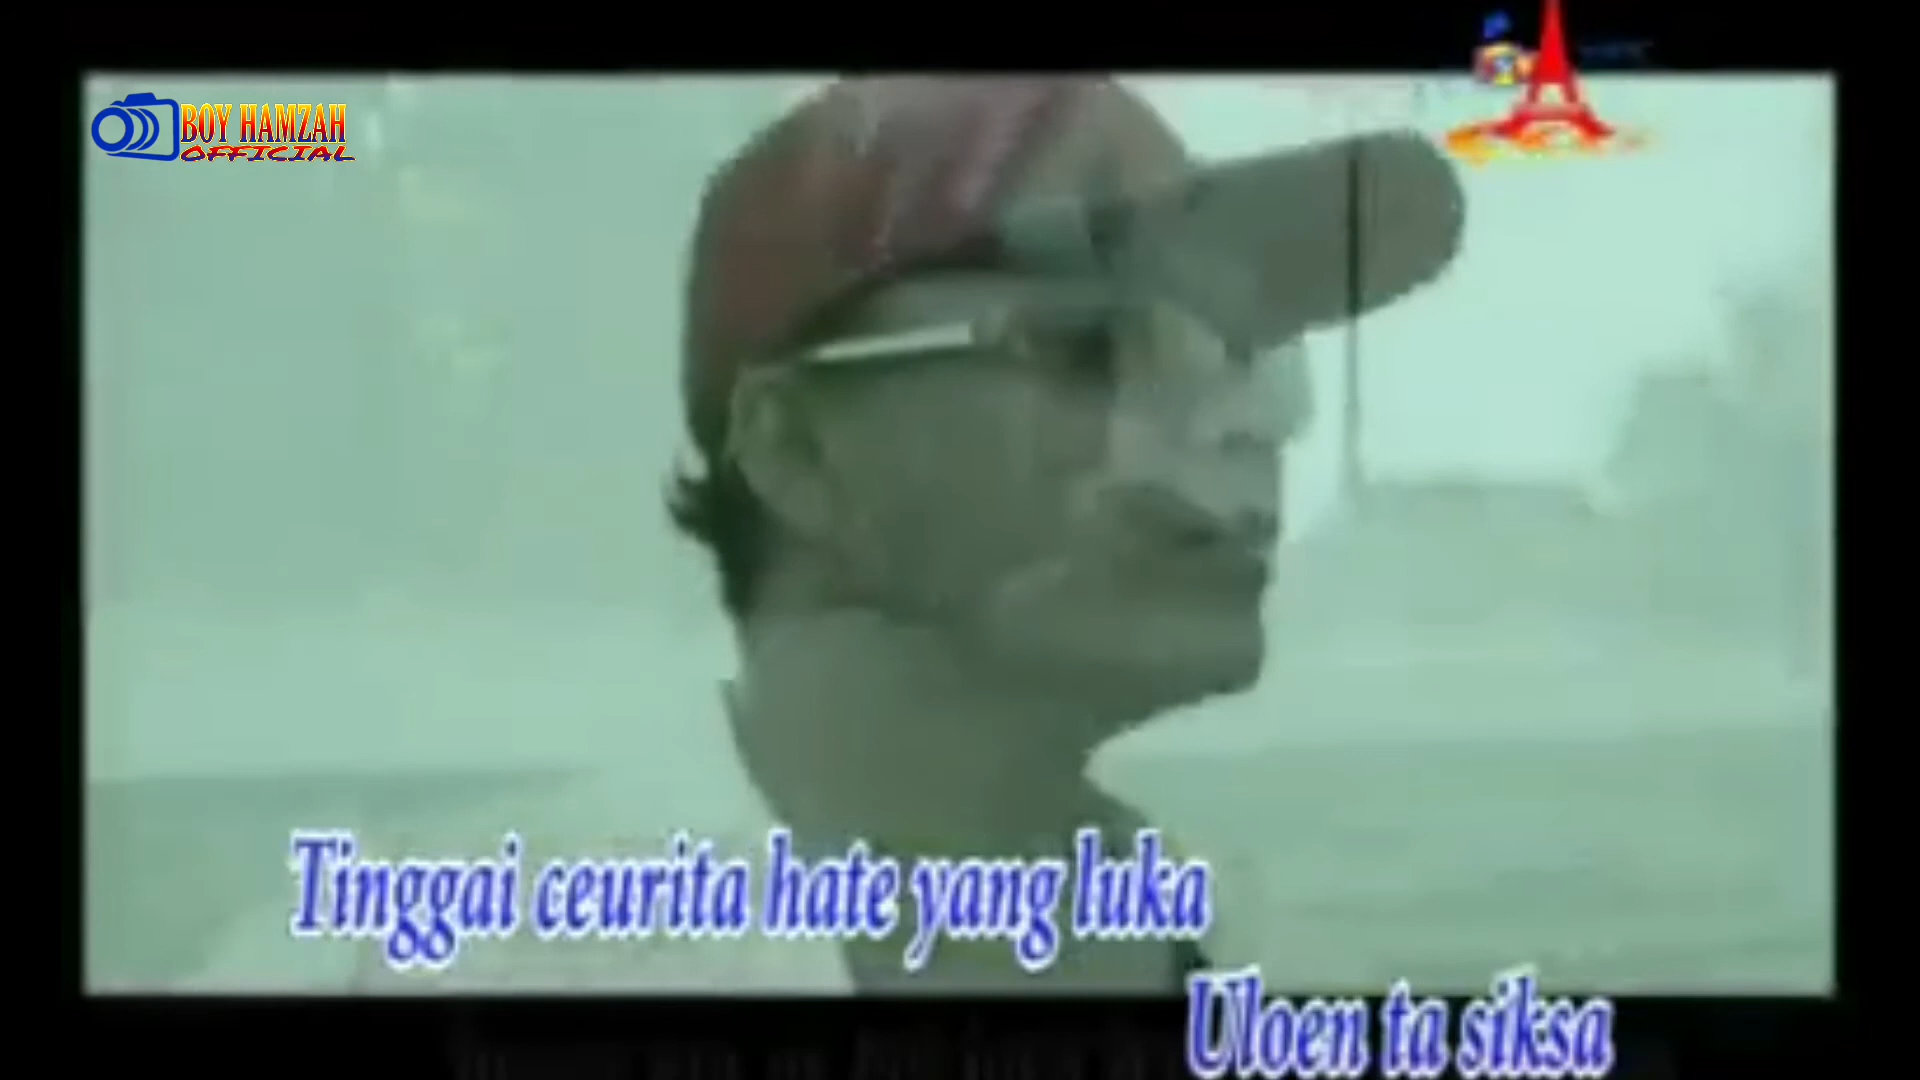 BOY HAMZAH
OFFICIAL
Tinggai ceurita hate yang luka
Uloen ta siksa